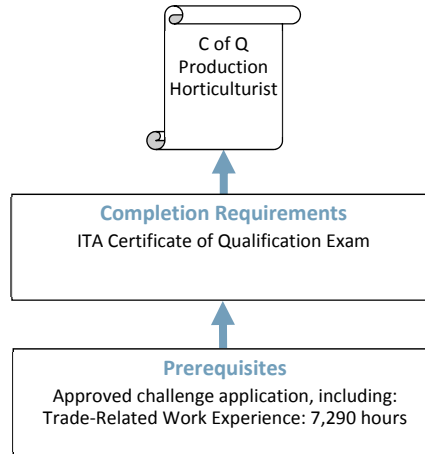 C of Q
Production
Horticulturist
Completion Requirements
ITA Certificate of Qualification Exam
Prerequisites
Approved challenge application, including:
Trade-Related Work Experience: 7,290 hours